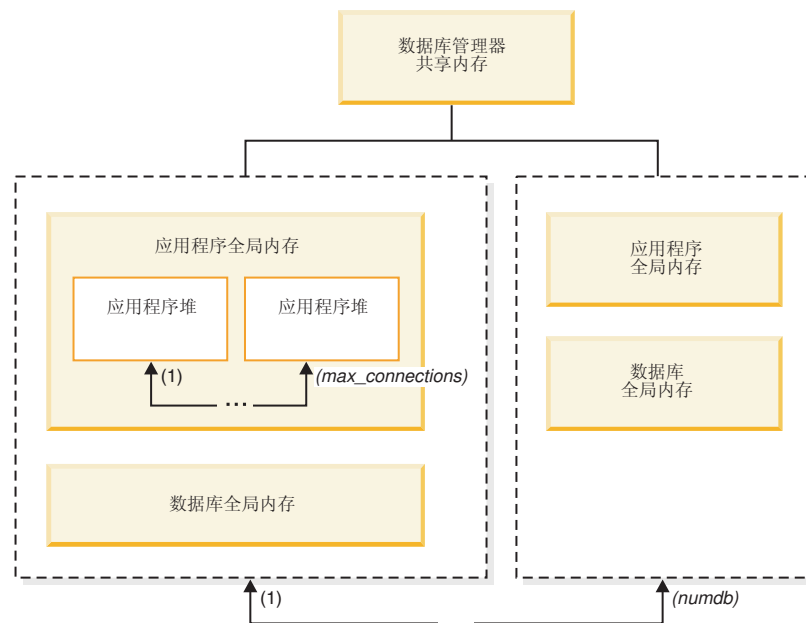 数据库管理器
共享内存
应用程序全局内存
应用程序堆
应用程序堆
(1)
(max_connections)
...
数据库全局内存
应用程序
全局内存
数据库
全局内存
(1)
(numdb)